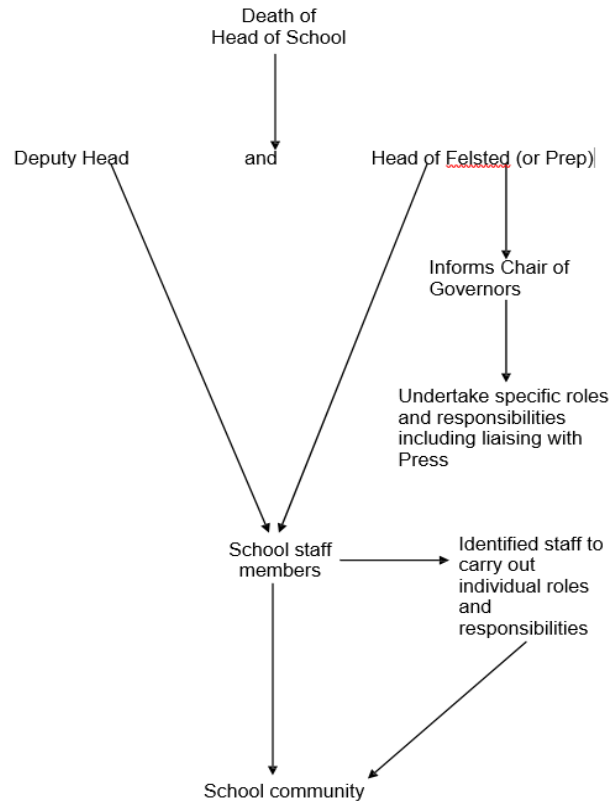 Death of
Head of School
Deputy Head and Head of Felsted (or Prep)
Informs Chair of
Governors
Undertake specific roles
and responsibilities
including liaising with
Press
School staff
members
Identified staff to
carry out
individual roles
and
responsibilities
School community